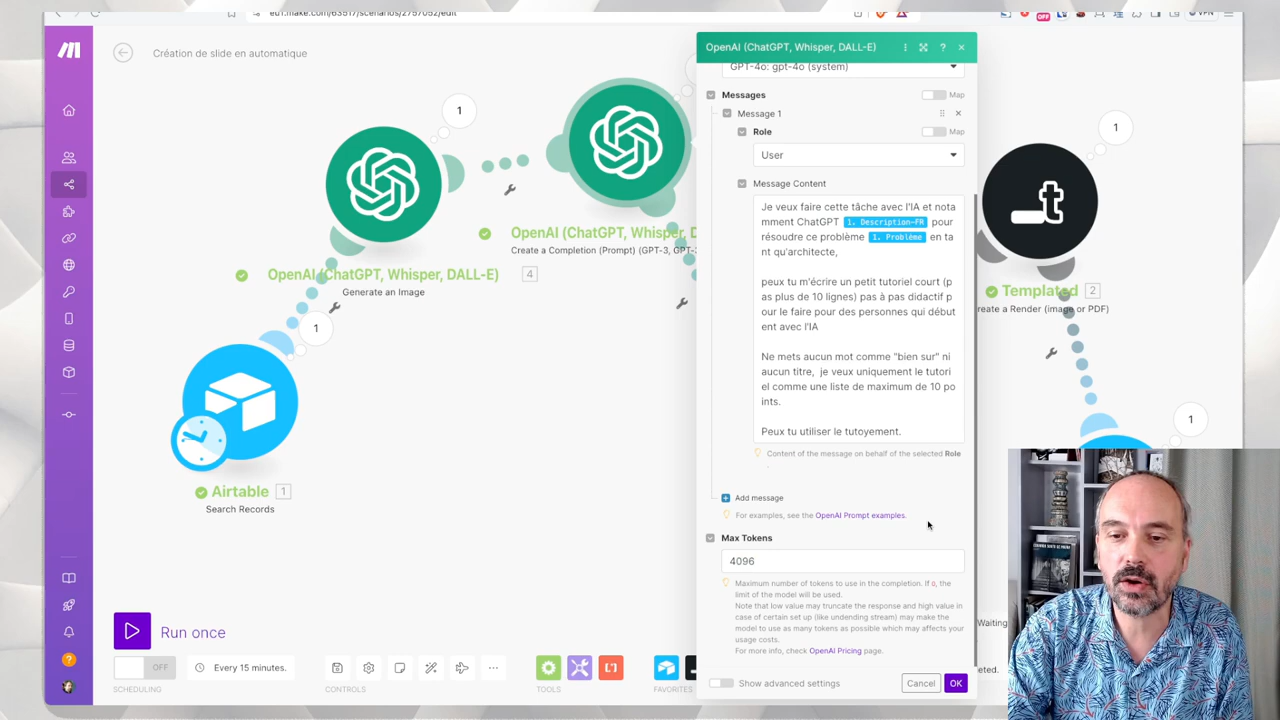 eu1.make.com/63517/scenarios/2757052/edit
OFF
VPN
Création de slide en automatique
1
OpenAI (ChatGPT, Whisper, DALL-E)
4
Generate an Image
OpenAI (ChatGPT, Whisper, D
Create a Completion (Prompt) (GPT-3, GPT-
1
Airtable
1
Search Records
Run once
OFF
Every 15 minutes.
SCHEDULING
CONTROLS
TOOLS
FAVORITES
OpenAI (ChatGPT, Whisper, DALL-E)
GPT-4o: gpt-4o (system)
Messages
Map
Message 1
Role
Map
User
Message Content
Je veux faire cette tâche avec l'IA et nota
mment ChatGPT 1. Description-FR pour
résoudre ce problème 1. Problème en ta
nt qu'architecte,
peux tu m'écrire un petit tutoriel court (p
as plus de 10 lignes) pas à pas didactif p
our le faire pour des personnes qui début
ent avec l'IA
Ne mets aucun mot comme "bien sur" ni
aucun titre, je veux uniquement le tutori
el comme une liste de maximum de 10 po
ints.
Peux tu utiliser le tutoyement.
Content of the message on behalf of the selected Role
.
Add message
For examples, see the OpenAI Prompt examples.
Max Tokens
4096
Maximum number of tokens to use in the completion. If 0, the
limit of the model will be used.
Note that low value may truncate the response and high value in
case of certain set up (like undending stream) may make the
model to use as many tokens as possible which may affects your
usage costs.
For more info, check OpenAI Pricing page.
Show advanced settings
Cancel
OK
1
t
Templated
2
reate a Render (image or PDF)
1
Waiting
eted.